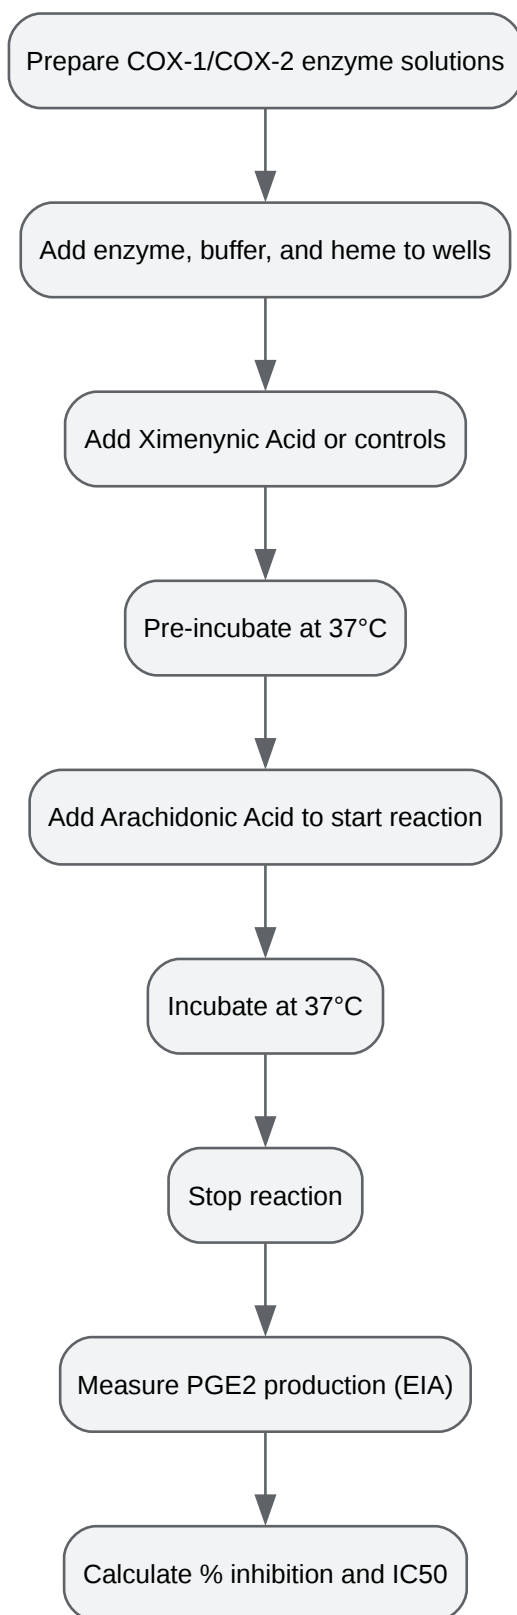 Prepare COX-1/COX-2 enzyme solutions
Add enzyme, buffer, and heme to wells
Add Ximenynic Acid or controls
Pre-incubate at 37°C
Add Arachidonic Acid to start reaction
Incubate at 37°C
Stop reaction
Measure PGE2 production (EIA)
Calculate % inhibition and IC50